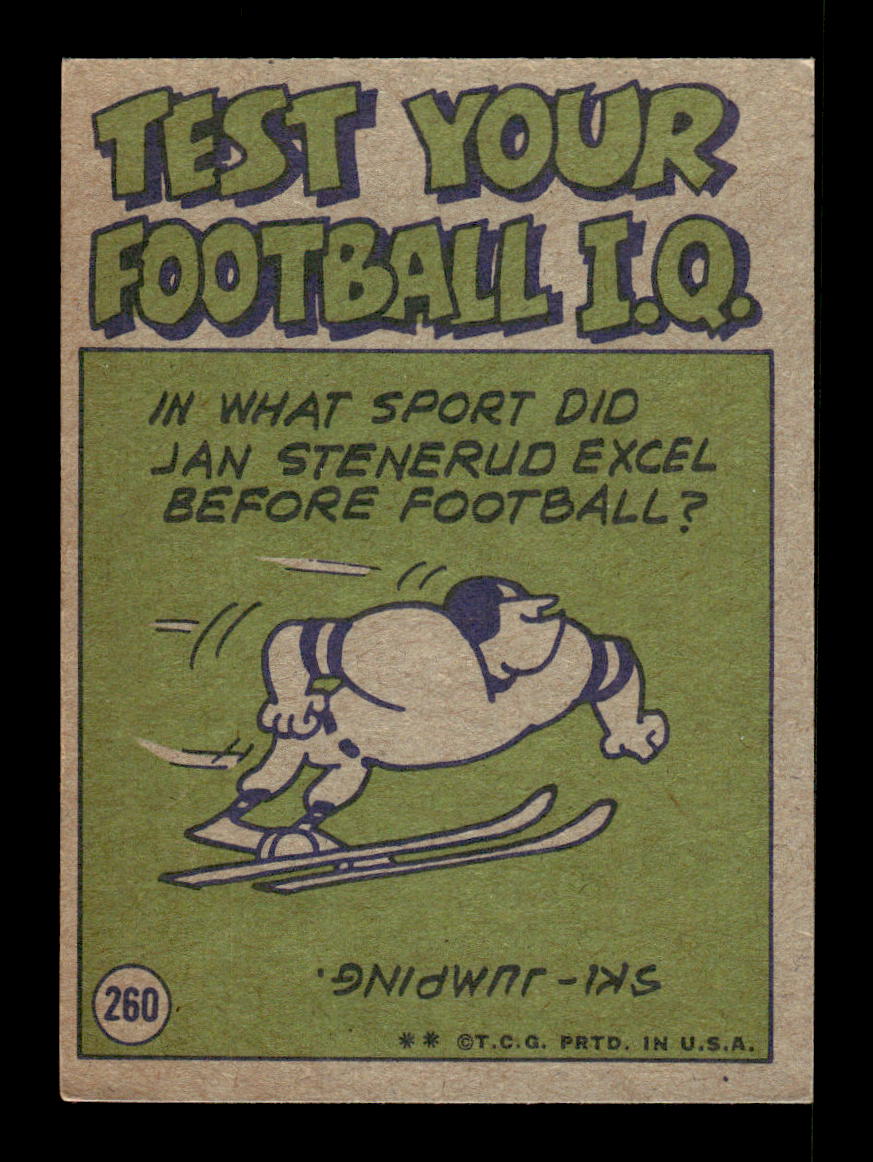 TEST YOUR
FOOTBALL I.Q.
IN WHAT SPORT DID
JAN STENERUD EXCEL
BEFORE FOOTBALL?
SKI-JUMPING.
260
** ©T.C.G. PRTD. IN U.S.A.